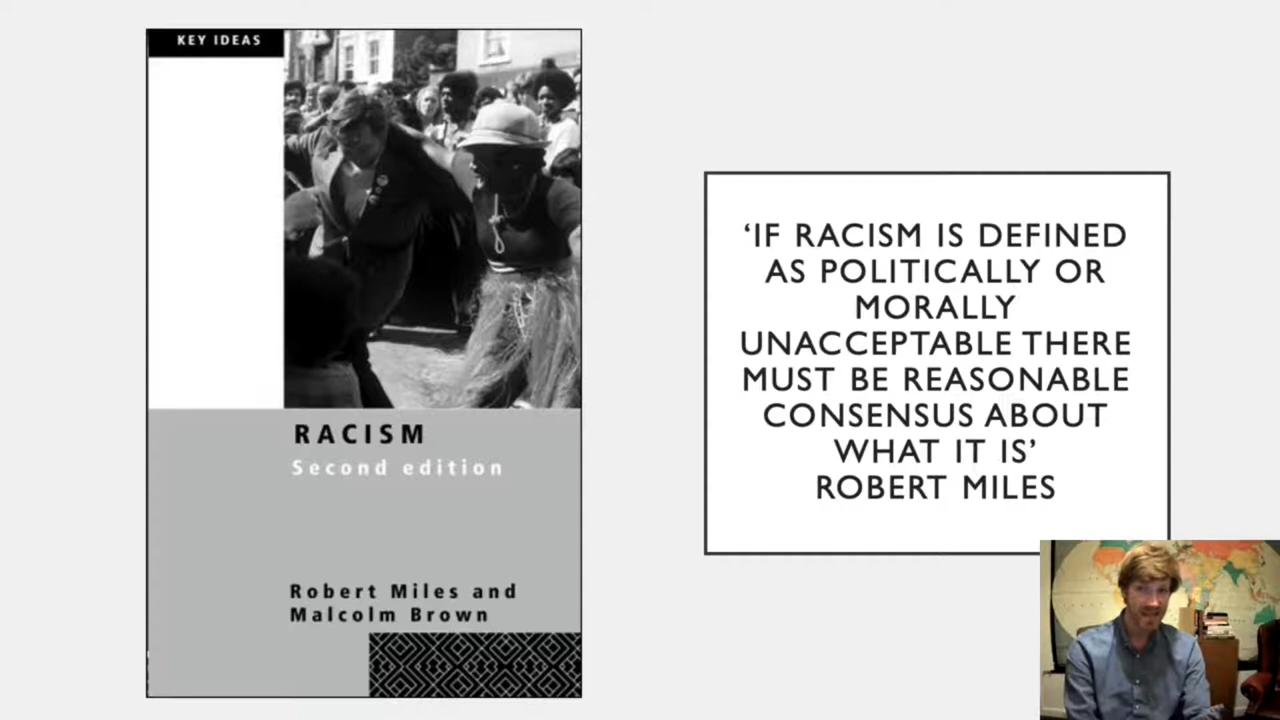 KEY IDEAS
RACISM
Second edition
Robert Miles and
Malcolm Brown
‘IF RACISM IS DEFINED
AS POLITICALLY OR
MORALLY
UNACCEPTABLE THERE
MUST BE REASONABLE
CONSENSUS ABOUT
WHAT IT IS’
ROBERT MILES